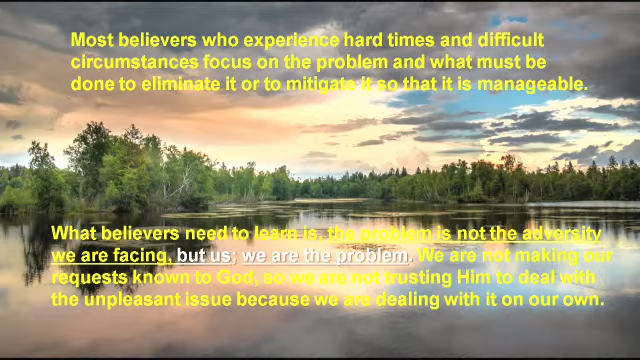 Most believers who experience hard times and difficult
circumstances focus on the problem and what must be
done to eliminate it or to mitigate it so that it is manageable.
What believers need to learn is, the problem is not the adversity
we are facing, but us; we are the problem. We are not making our
requests known to God, so we are not trusting Him to deal with
the unpleasant issue because we are dealing with it on our own.